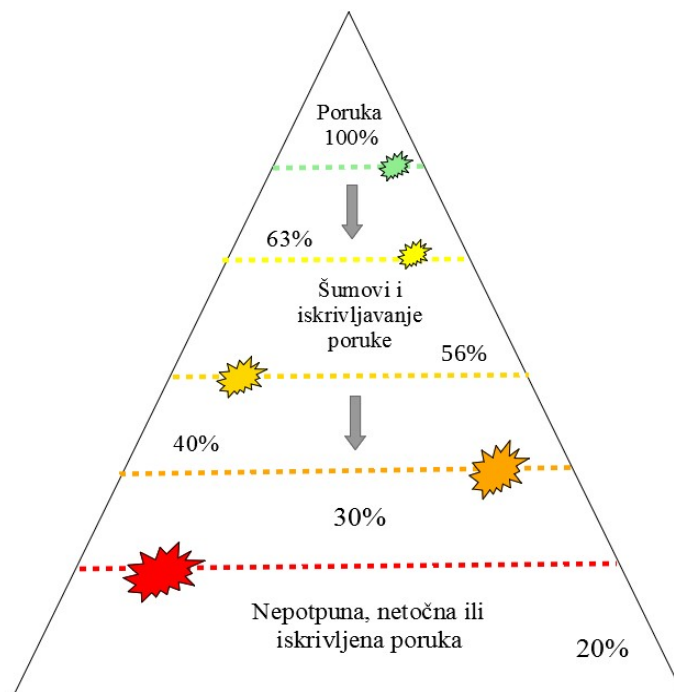 Poruka
100%
63%
Šumovi i
iskrivljavanje
poruke
56%
40%
30%
Nepotpuna, netočna ili
iskrivljena poruka
20%